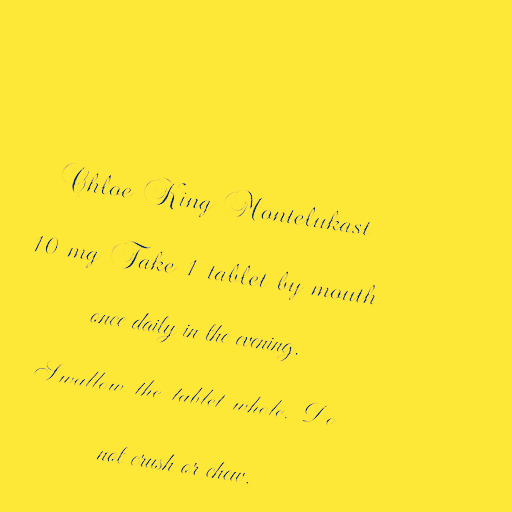 Chloe King Montelukast
10 mg Take 1 tablet by mouth
once daily in the evening.
Swallow the tablet whole. Do
not crush or chew.